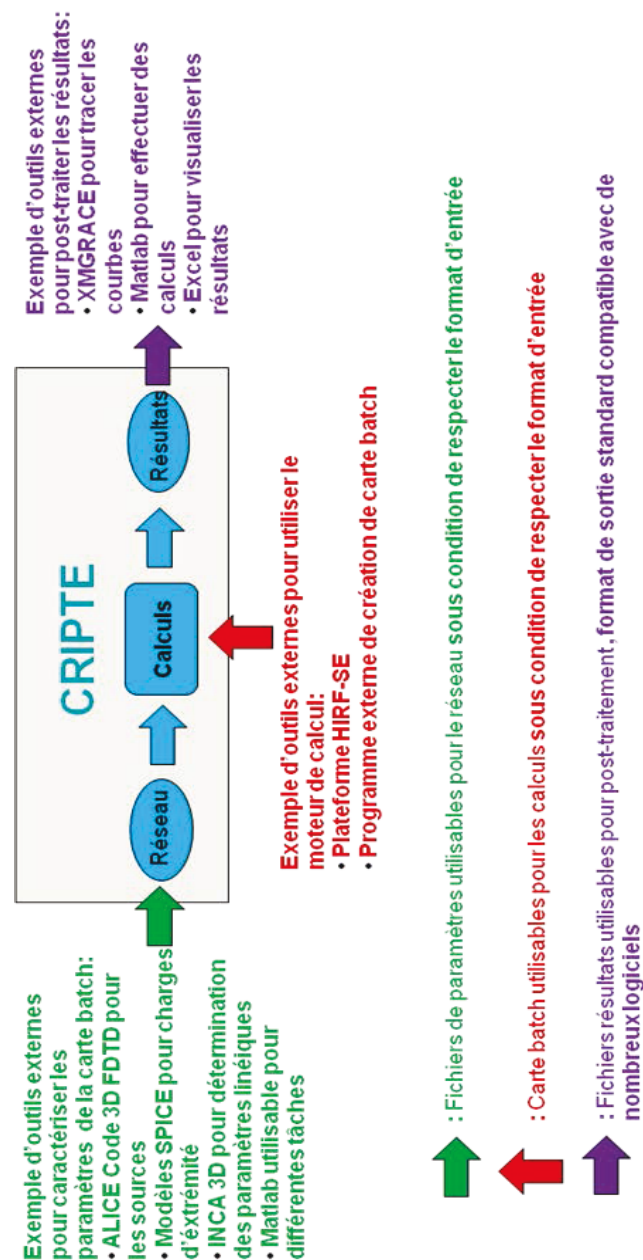 Exemple d'outils externes
pour caractériser les
paramètres de la carte batch:
• ALICE Code 3D FDTD pour
les sources
• Modèles SPICE pour charges
d'éxtrémité
• INCA 3D pour détermination
des paramètres linéiques
• Matlab utilisable pour
différentes tâches
CRIPTE
Réseau
Calculs
Résultats
Exemple d'outils externes pour utiliser le
moteur de calcul:
• Plateforme HIRF-SE
• Programme externe de création de carte batch
Exemple d'outils externes
pour post-traiter les résultats:
• XMGRACE pour tracer les
courbes
• Matlab pour effectuer des
calculs
• Excel pour visualiser les
résultats
: Fichiers de paramètres utilisables pour le réseau sous condition de respecter le format d'entrée
: Carte batch utilisables pour les calculs sous condition de respecter le format d'entrée
: Fichiers résultats utilisables pour post-traitement, format de sortie standard compatible avec de
nombreux logiciels